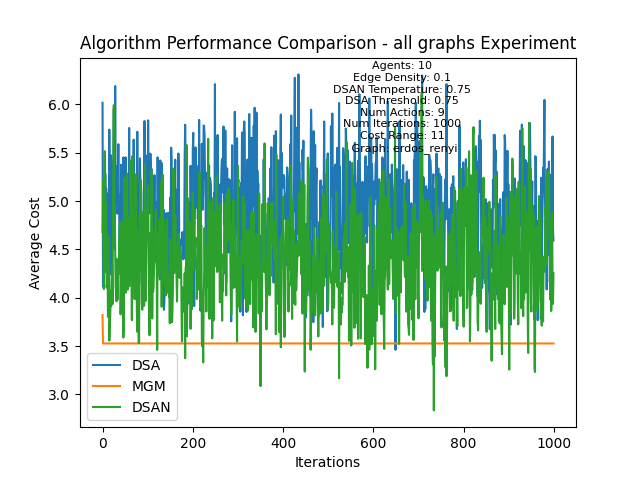 Algorithm Performance Comparison - all graphs Experiment
Agents: 10
Edge Density: 0.1
DSAN Temperature: 0.75
DSA Threshold: 0.75
Num Actions: 9
Num Iterations: 1000
Cost Range: 11
Graph: erdos_renyi
Average Cost
6.0
5.5
5.0
4.5
4.0
3.5
3.0
DSA
MGM
DSAN
0 200 400 600 800 1000
Iterations